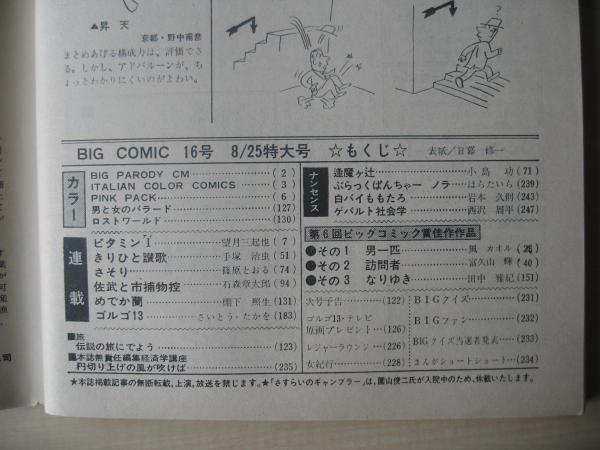 ▲昇 天
京都・野中甫彦
まとめあげる構成力は、評価でき
る。しかし、アドバルーンが、ち
ょっとわかりにくいのがよわい。
BIG COMIC 16号 8/25特大号 ☆もくじ☆ ―表紙/日暮 修一
カラー
BIG PARODY CM (2)
ITALIAN COLOR COMICS (3)
PINK PACK (6)
男と女のバラード (127)
ロストワールド (130)
連載
ビタミンI 望月三起也 (7)
きりひと讃歌 手塚 治虫 (51)
さそり 篠原とおる (74)
佐武と市捕物控 石森章太郎 (94)
めでか蘭 棚下 照生 (131)
ゴルゴ13 さいとう・たかを (183)
■旅
伝説の旅にでよう (123)
■本誌無責任編集経済学講座
円切り上げの風が吹けば (235)
ナンセンス
逢魔ヶ辻 小島 功 (71)
ぶらっくぱんちゃー ノラ はらたいら (239)
白バイももたろ 岩本 久則 (243)
ゲバルト社会学 西沢 周平 (247)
第6回ビッグコミック賞佳作作品
●その1 男一匹 風 カオル
●その2 訪問者 富久山 輝 (40)
●その3 なりゆき 田中 雅紀 (151)
次号予告 (122)
ゴルゴ13・テレビ
原画プレゼント (126)
レジャーラウンジ (126)
女紀行 (228)
BIGクイズ (231)
BIGファン (232)
BIGクイズ当選者発表 (233)
まんがショートショート (234)
★本誌掲載記事の無断転載、上演、放送を禁じます。★「さすらいのギャンブラー」は、園山俊二氏が入院中のため、休載いたします。